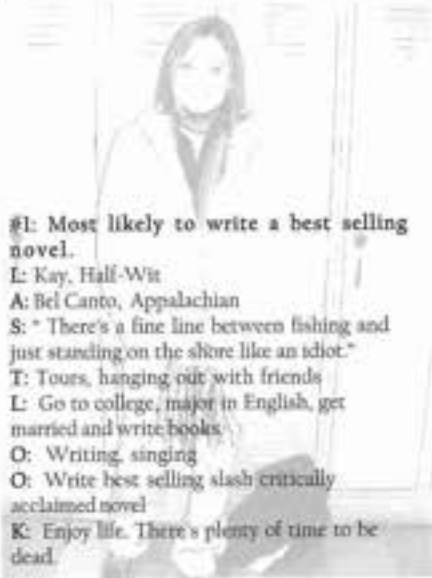 #1: Most likely to write a best selling
novel.
L: Kay, Half-Wit
A: Bel Canto, Appalachian
S: " There's a fine line between fishing and
just standing on the shore like an idiot."
T: Tours, hanging out with friends
L: Go to college, major in English, get
married and write books
O: Writing, singing
O: Write best selling slash critically
acclaimed novel
K: Enjoy life. There's plenty of time to be
dead.